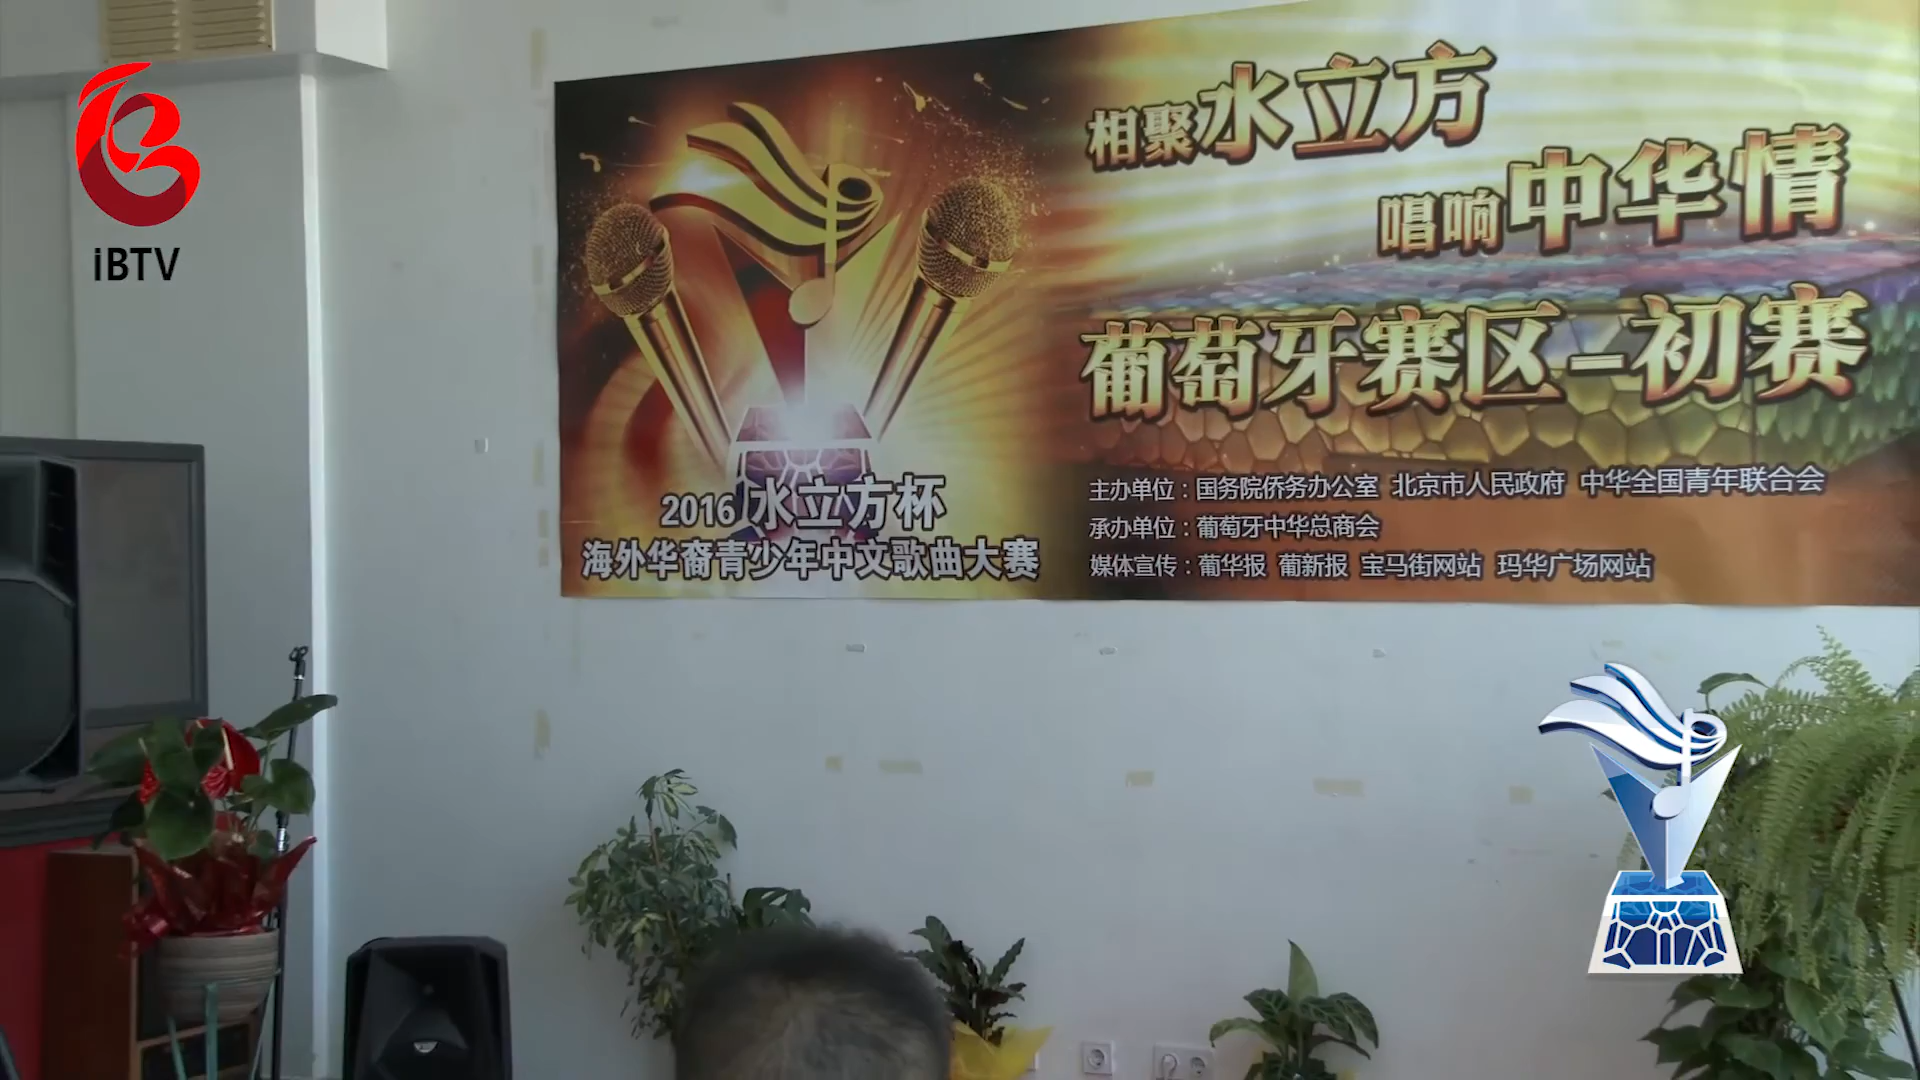 iBTV
相聚水立方
唱响中华情
葡萄牙赛区-初赛
2016水立方杯
海外华裔青少年中文歌曲大赛
主办单位：国务院侨务办公室 北京市人民政府 中华全国青年联合会
承办单位：葡萄牙中华总商会
媒体宣传：葡华报 葡新报 宝马街网站 玛华广场网站